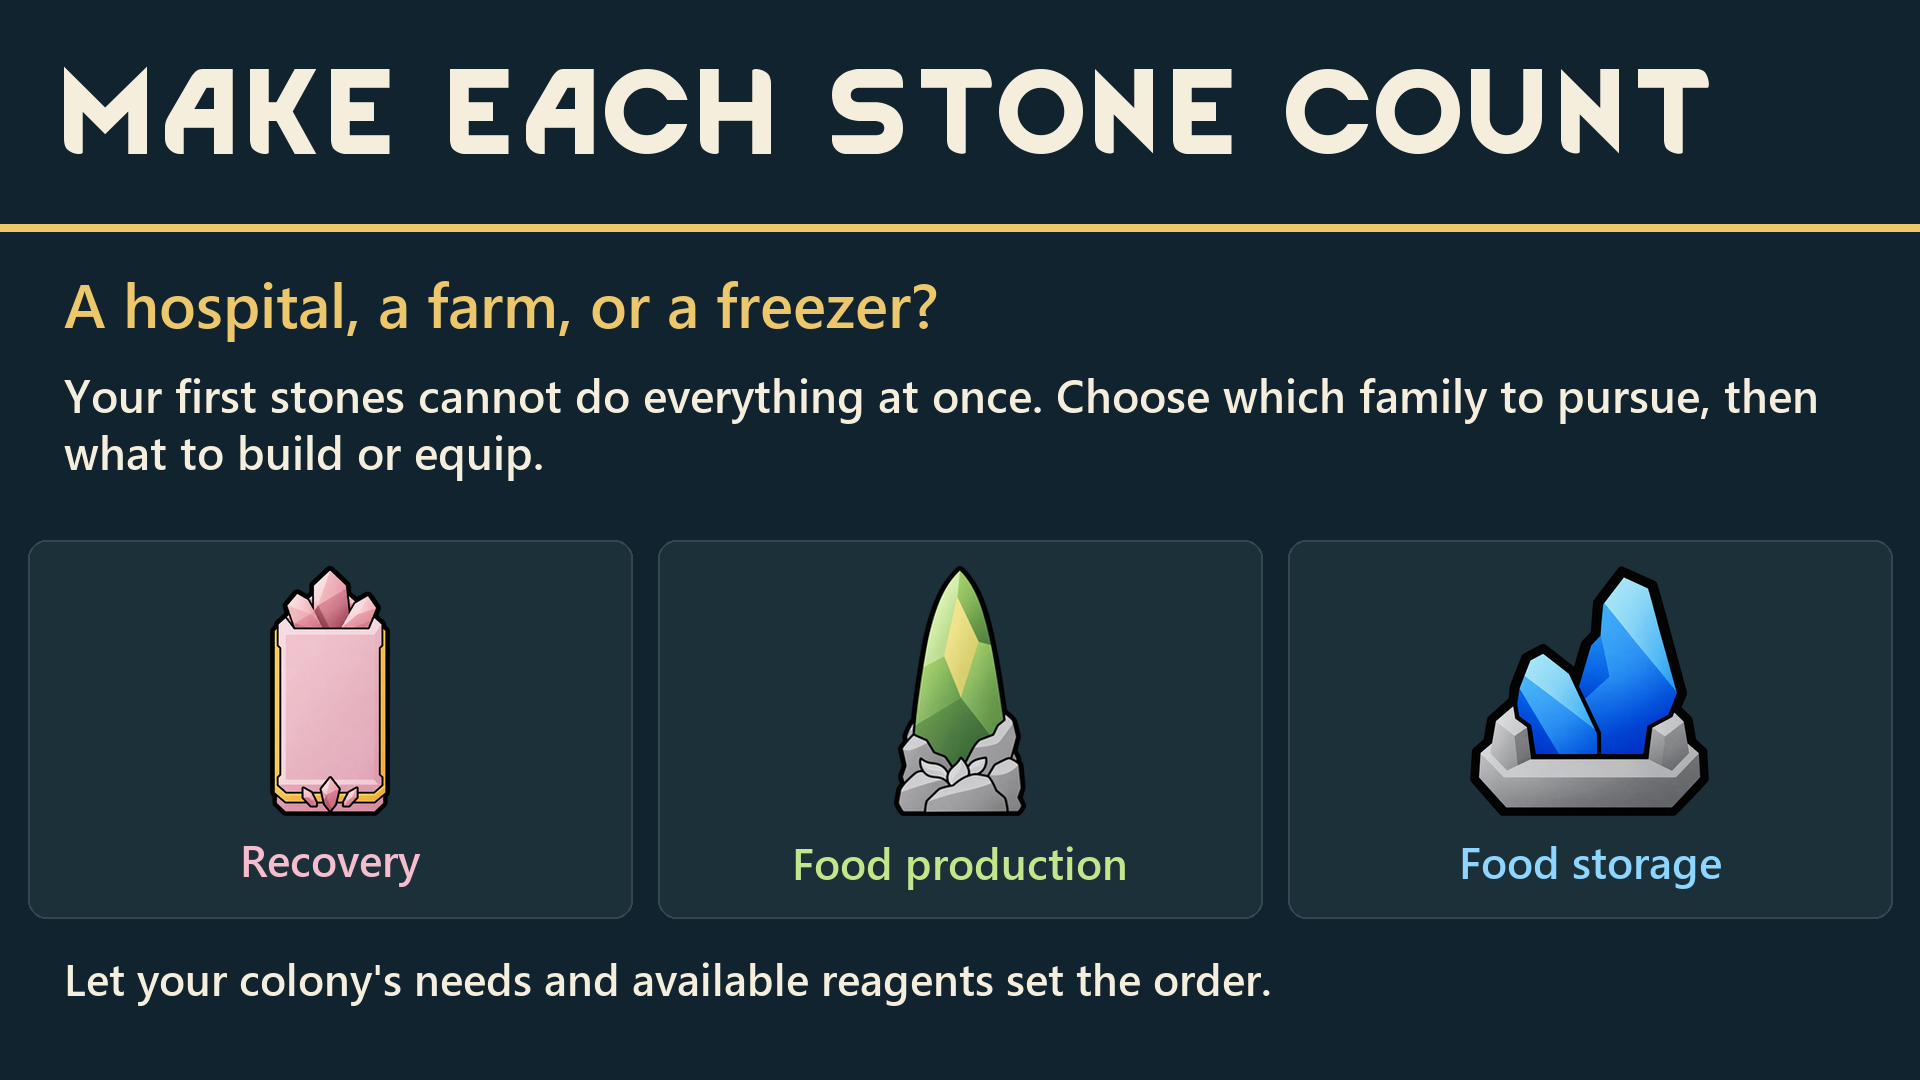 MAKE EACH STONE COUNT
A hospital, a farm, or a freezer?
Your first stones cannot do everything at once. Choose which family to pursue, then
what to build or equip.
Recovery
Food production
Food storage
Let your colony's needs and available reagents set the order.